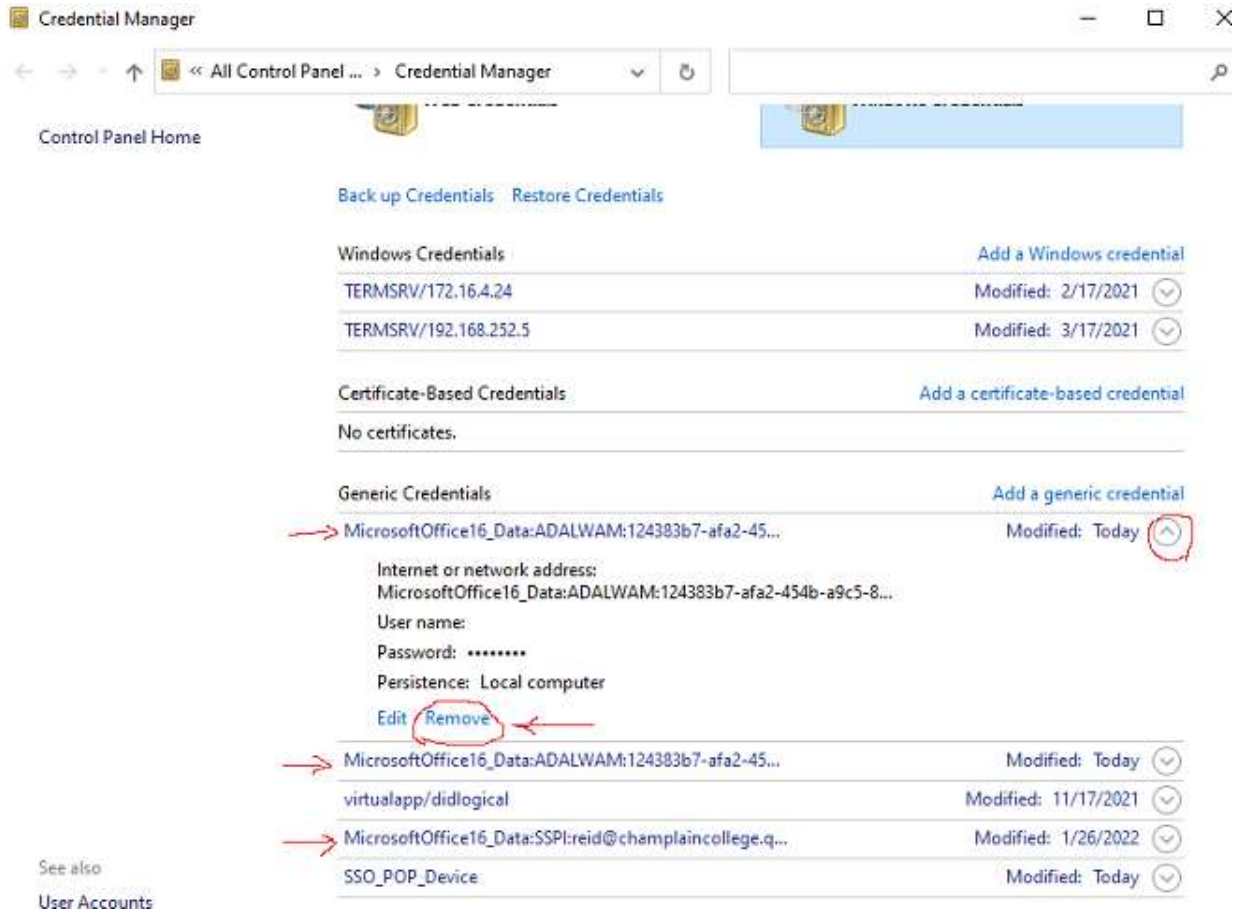 Credential Manager
« All Control Panel ... › Credential Manager
Control Panel Home
Back up Credentials Restore Credentials
Windows Credentials Add a Windows credential
TERMSRV/172.16.4.24 Modified: 2/17/2021
TERMSRV/192.168.252.5 Modified: 3/17/2021
Certificate-Based Credentials Add a certificate-based credential
No certificates.
Generic Credentials Add a generic credential
MicrosoftOffice16_Data:ADALWAM:124383b7-afa2-45... Modified: Today
Internet or network address:
MicrosoftOffice16_Data:ADALWAM:124383b7-afa2-454b-a9c5-8...
User name:
Password: ••••••••
Persistence: Local computer
Edit Remove
MicrosoftOffice16_Data:ADALWAM:124383b7-afa2-45... Modified: Today
virtualapp/didlogical Modified: 11/17/2021
MicrosoftOffice16_Data:SSPI:reid@champlaincollege.q... Modified: 1/26/2022
SSO_POP_Device Modified: Today
See also
User Accounts